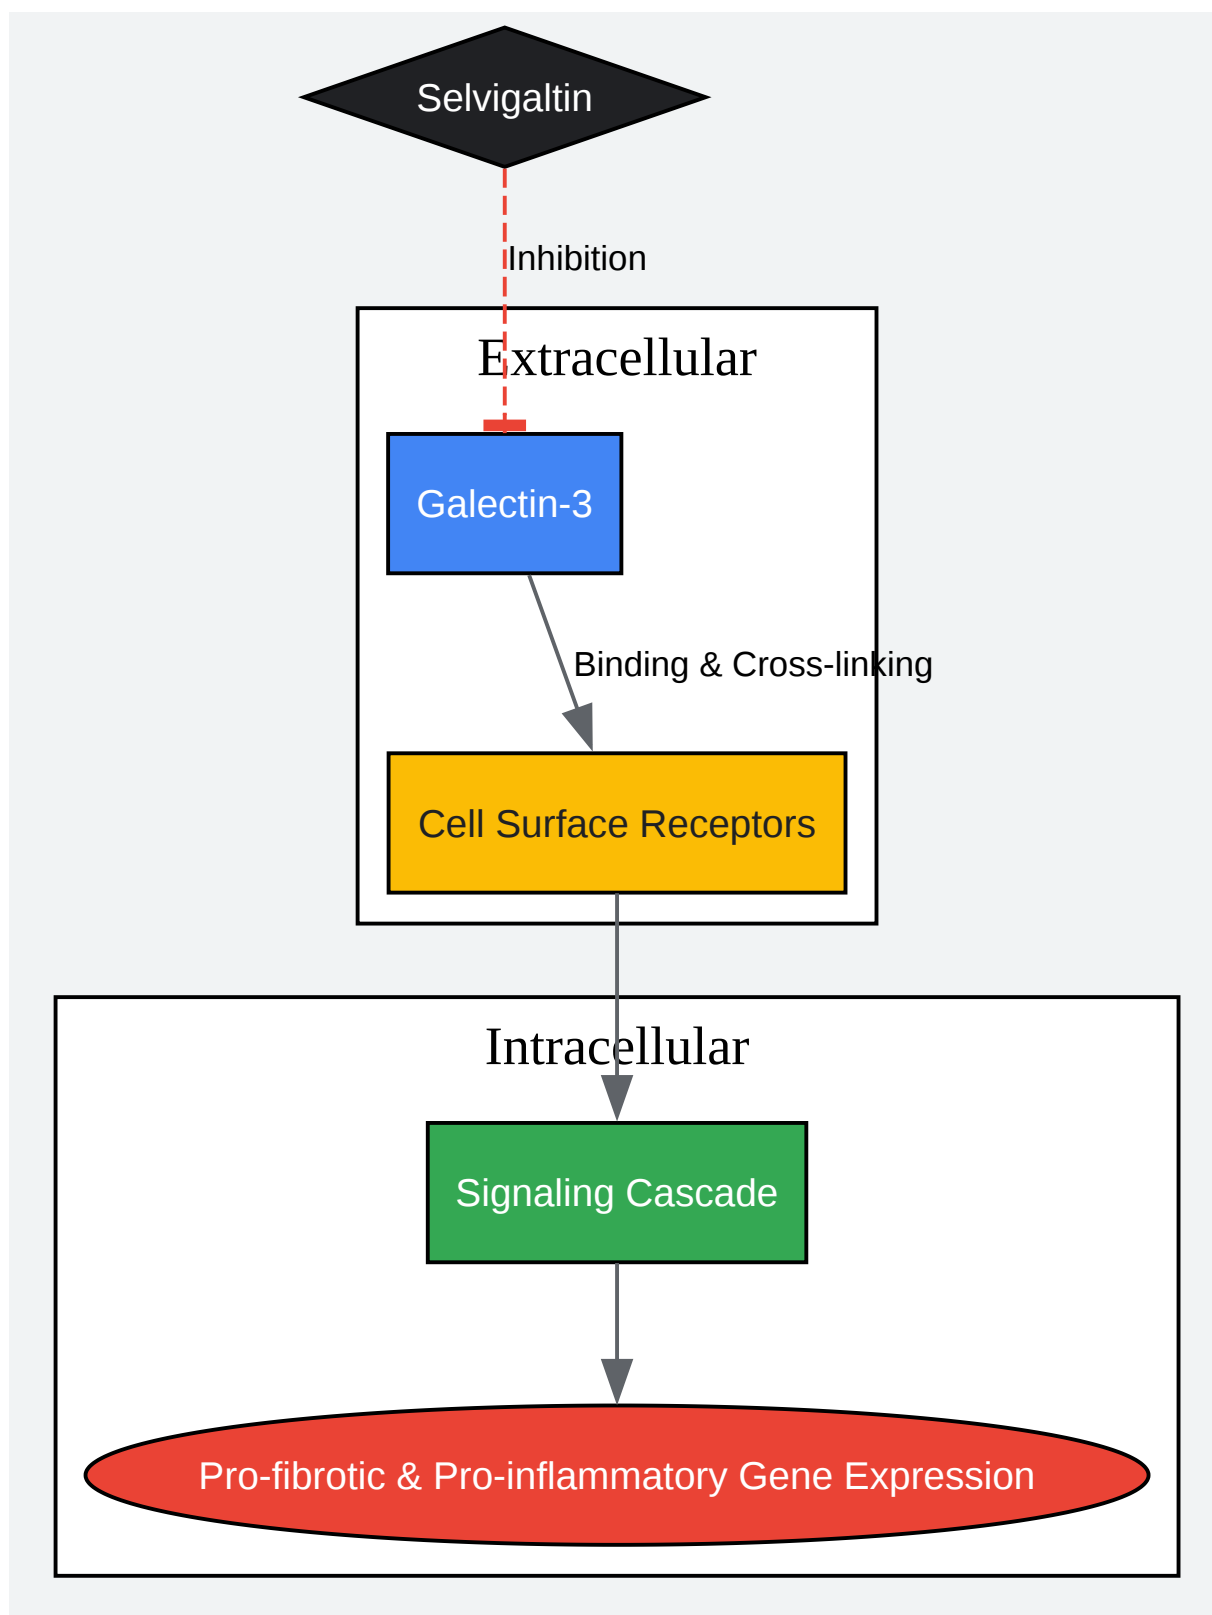 Selvigaltin
Inhibition
Extracellular
Galectin-3
Binding & Cross-linking
Cell Surface Receptors
Intracellular
Signaling Cascade
Pro-fibrotic & Pro-inflammatory Gene Expression